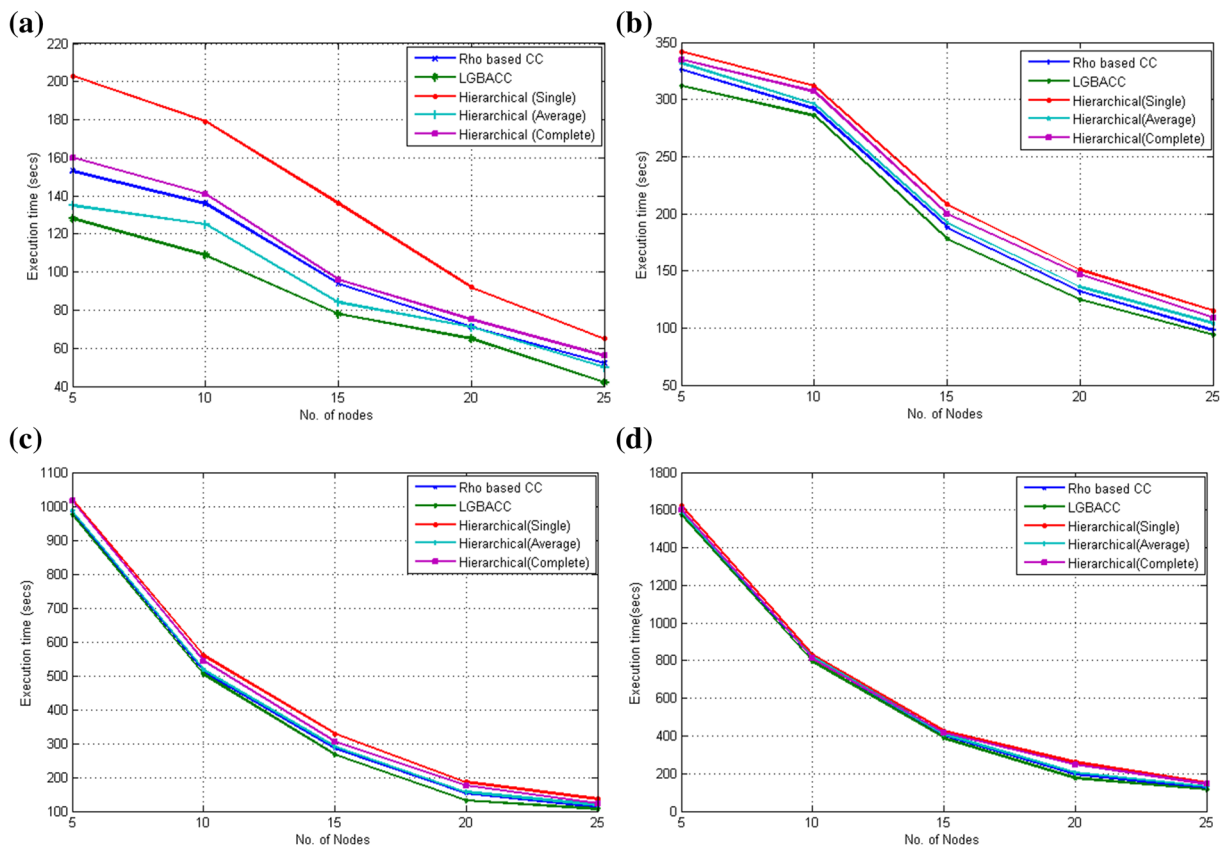 (a)
220
200
180
160
140
120
100
80
60
40
5
10
15
20
25
Execution time (secs)
No. of nodes
Rho based CC
LGBACC
Hierarchical (Single)
Hierarchical (Average)
Hierarchical (Complete)
(b)
350
300
250
200
150
100
50
5
10
15
20
25
Execution time (secs)
No. of Nodes
Rho based CC
LGBACC
Hierarchical(Single)
Hierarchical(Average)
Hierarchical(Complete)
(c)
1100
1000
900
800
700
600
500
400
300
200
100
5
10
15
20
25
Execution time (secs)
No. of Nodes
Rho based CC
LGBACC
Hierarchical(Single)
Hierarchical(Average)
Hierarchical(Complete)
(d)
1800
1600
1400
1200
1000
800
600
400
200
0
5
10
15
20
25
Execution time(secs)
No. of Nodes
Rho based CC
LGBACC
Hierarchical(Single)
Hierarchical(Average)
Hierarchical(Complete)